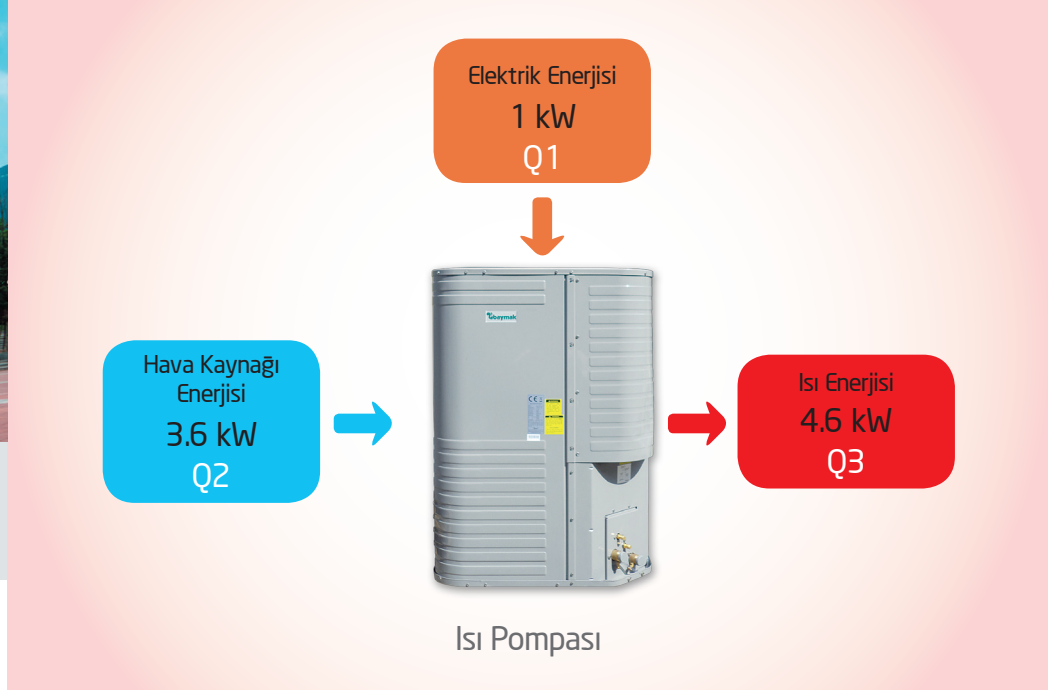 Elektrik Enerjisi
1 kW
Q1
baymak
Hava Kaynağı
Enerjisi
3.6 kW
Q2
Isı Enerjisi
4.6 kW
Q3
CE
Isı Pompası